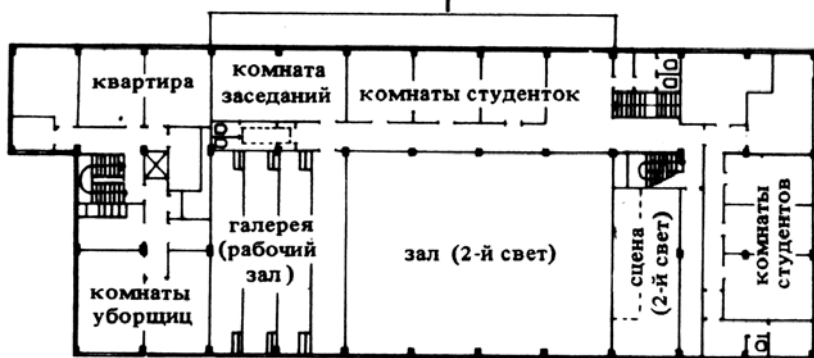 квартира
комната
заседаний
комнаты студенток
галерея
(рабочий
зал)
зал (2-й свет)
сцена
(2-й свет)
комнаты
студентов
комнаты
уборщиц